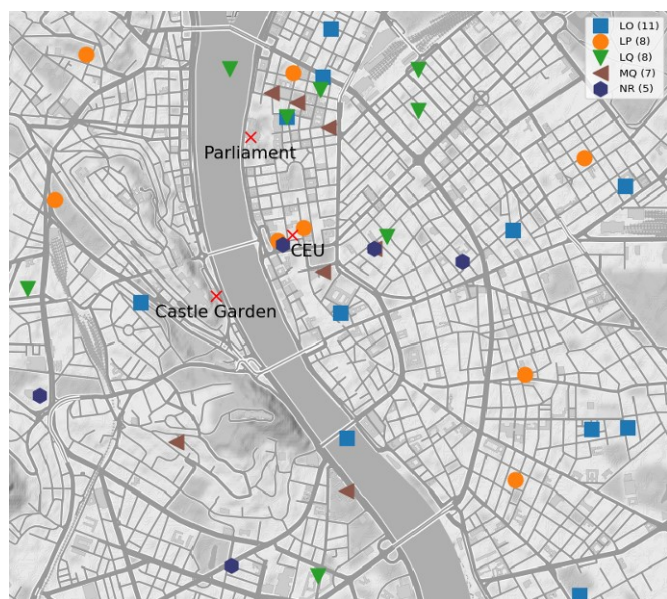 LO (11)
LP (8)
LQ (8)
MQ (7)
NR (5)
Parliament
CEU
Castle Garden